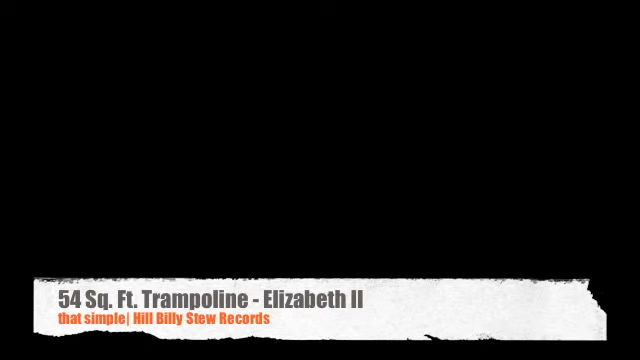 54 Sq. Ft. Trampoline - Elizabeth II
that simple| Hill Billy Stew Records